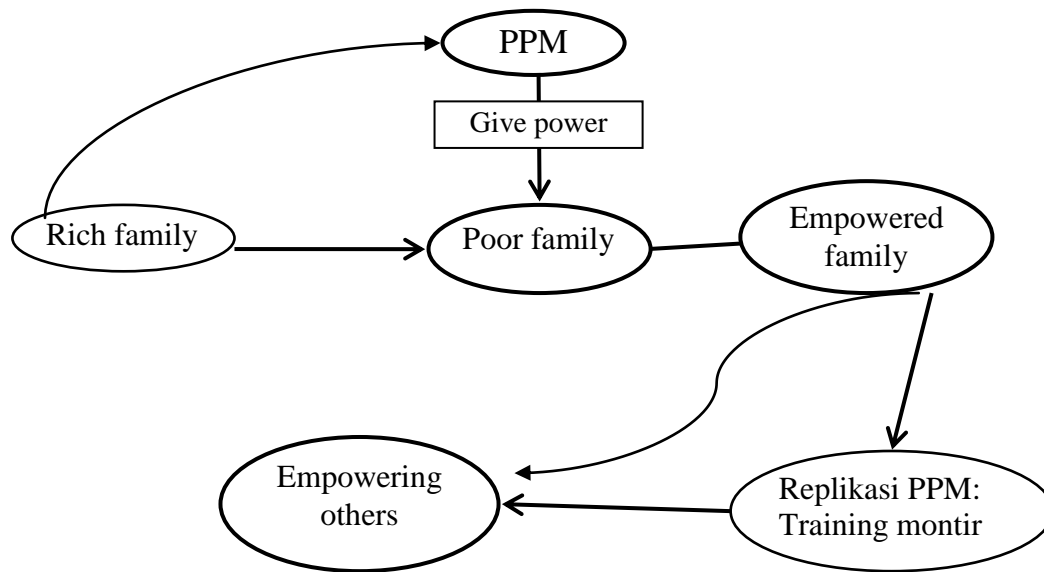 PPM
Give power
Rich family
Poor family
Empowered
family
Empowering
others
Replikasi PPM:
Training montir